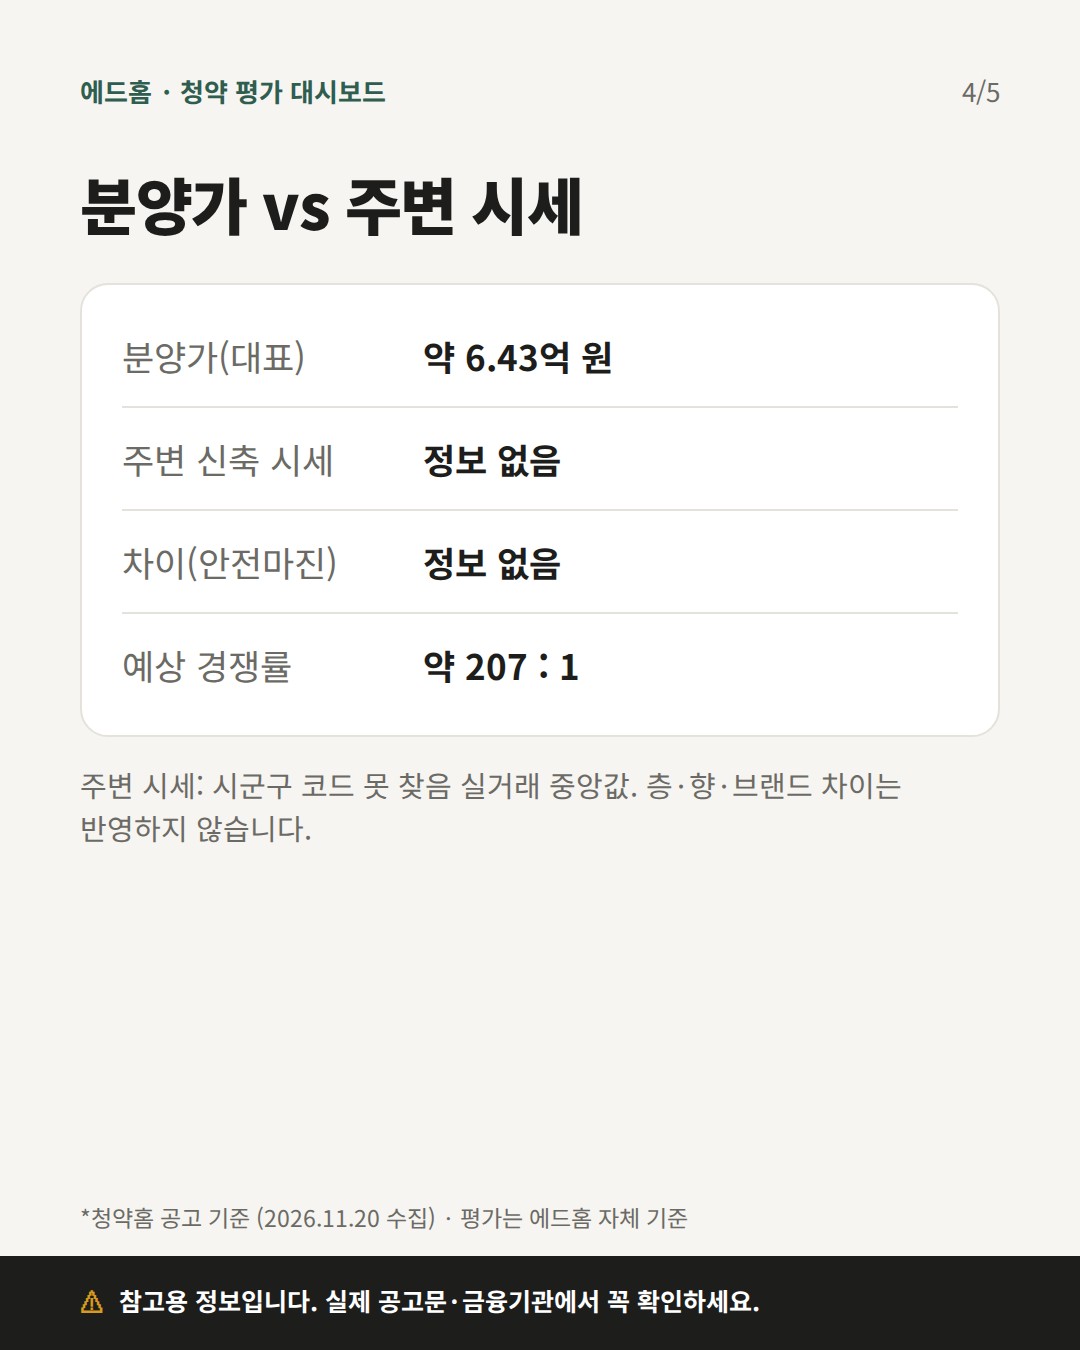 에드홈 · 청약 평가 대시보드
4/5
분양가 vs 주변 시세
분양가(대표) 약 6.43억 원
주변 신축 시세 정보 없음
차이(안전마진) 정보 없음
예상 경쟁률 약 207 : 1
주변 시세: 시군구 코드 못 찾음 실거래 중앙값. 층·향·브랜드 차이는
반영하지 않습니다.
*청약홈 공고 기준 (2026.11.20 수집) · 평가는 에드홈 자체 기준
⚠ 참고용 정보입니다. 실제 공고문·금융기관에서 꼭 확인하세요.